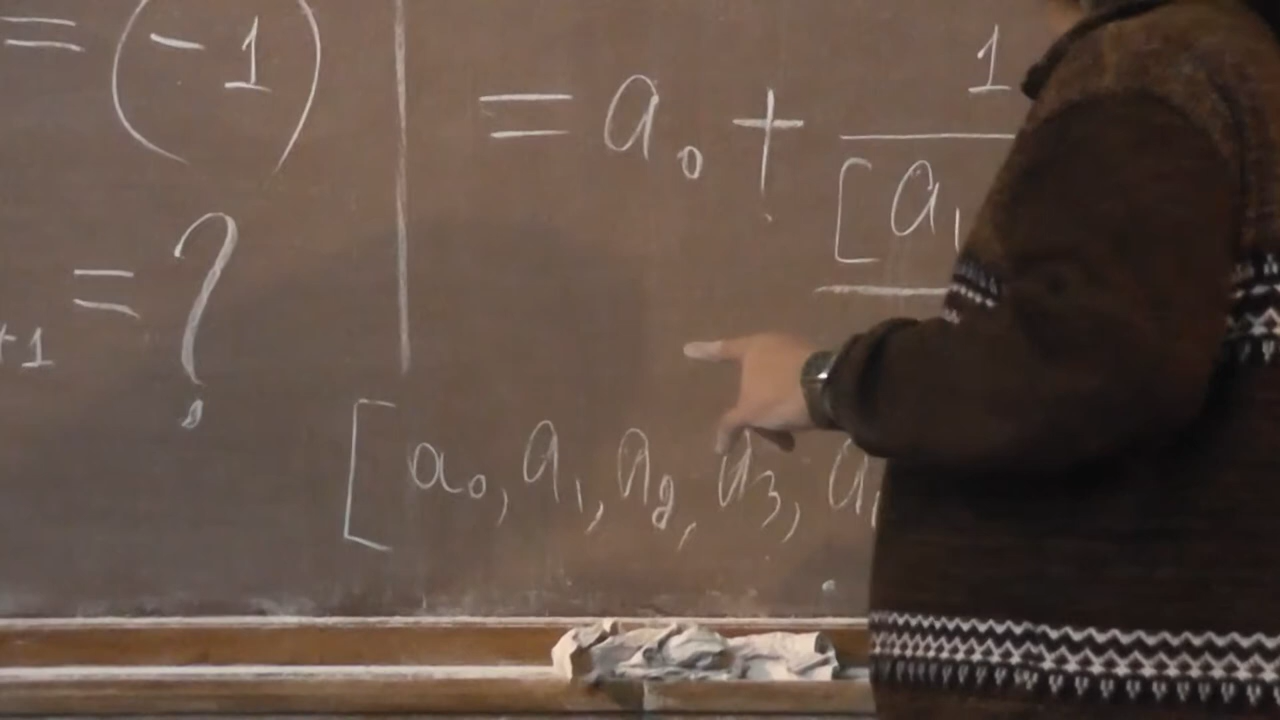 = (-1)
+1 = ?
= a₀ + 1
[a₁
[a₀, a₁, a₂, a₃, a